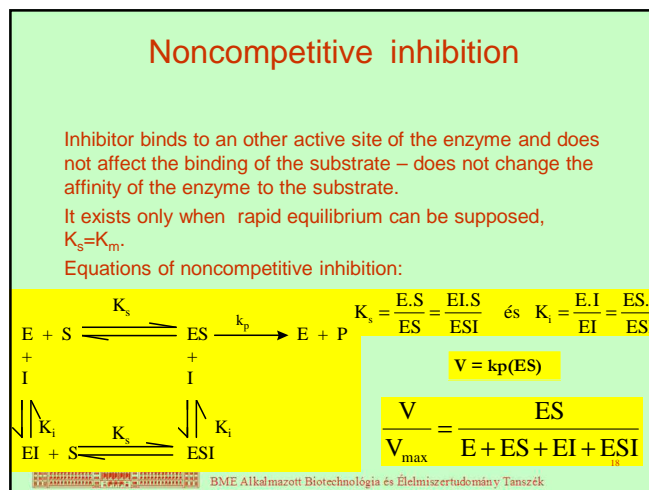 Noncompetitive inhibition
Inhibitor binds to an other active site of the enzyme and does
not affect the binding of the substrate – does not change the
affinity of the enzyme to the substrate.
It exists only when rapid equilibrium can be supposed,
Ks=Km.
Equations of noncompetitive inhibition:
Ks
kp
E + S ES E + P
+ +
I I
Ki Ki
Ks
EI + S ESI
Ks = E.S/ES = EI.S/ESI és Ki = E.I/EI = ES./ES
V = kp(ES)
V/Vmax = ES/(E + ES + EI + ESI)
18
BME Alkalmazott Biotechnológia és Élelmiszertudomány Tanszék